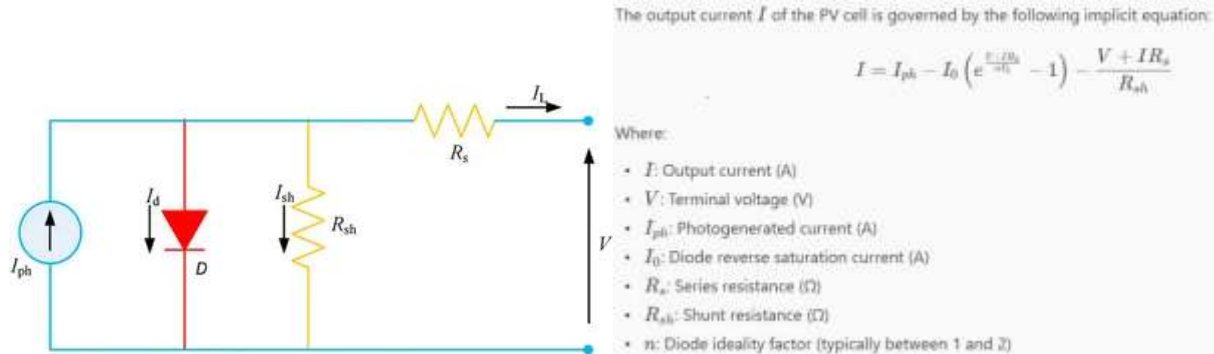 I_L
R_s
I_d
I_sh
R_sh
V
I_ph
D
The output current I of the PV cell is governed by the following implicit equation:
I = I_ph − I_0 (e − 1) − (V + IR_s) / R_sh
Where:
• I: Output current (A)
• V: Terminal voltage (V)
• I_ph: Photogenerated current (A)
• I_0: Diode reverse saturation current (A)
• R_s: Series resistance (Ω)
• R_sh: Shunt resistance (Ω)
• n: Diode ideality factor (typically between 1 and 2)